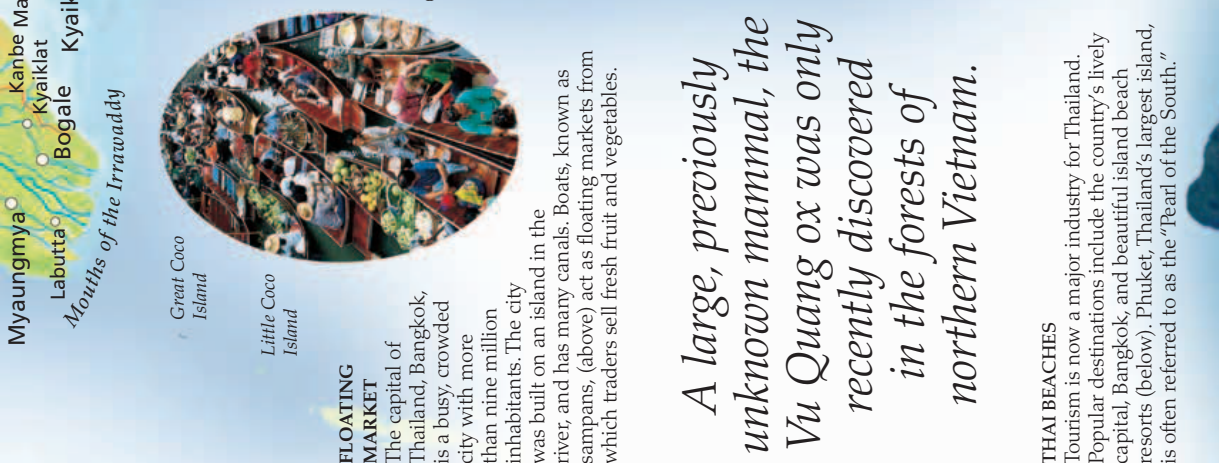 Myaungmya
Labutta
Bogale
Kyaiklat
Kanbe
Ma
Kyaik
Mouths of the Irrawaddy
Great Coco
Island
Little Coco
Island
FLOATING
MARKET
The capital of
Thailand, Bangkok,
is a busy, crowded
city with more
than nine million
inhabitants. The city
was built on an island in the
river, and has many canals. Boats, known as
sampans, (above) act as floating markets from
which traders sell fresh fruit and vegetables.
A large, previously
unknown mammal, the
Vu Quang ox was only
recently discovered
in the forests of
northern Vietnam.
THAI BEACHES
Tourism is now a major industry for Thailand.
Popular destinations include the country's lively
capital, Bangkok, and beautiful island beach
resorts (below). Phuket, Thailand's largest island,
is often referred to as the "Pearl of the South."